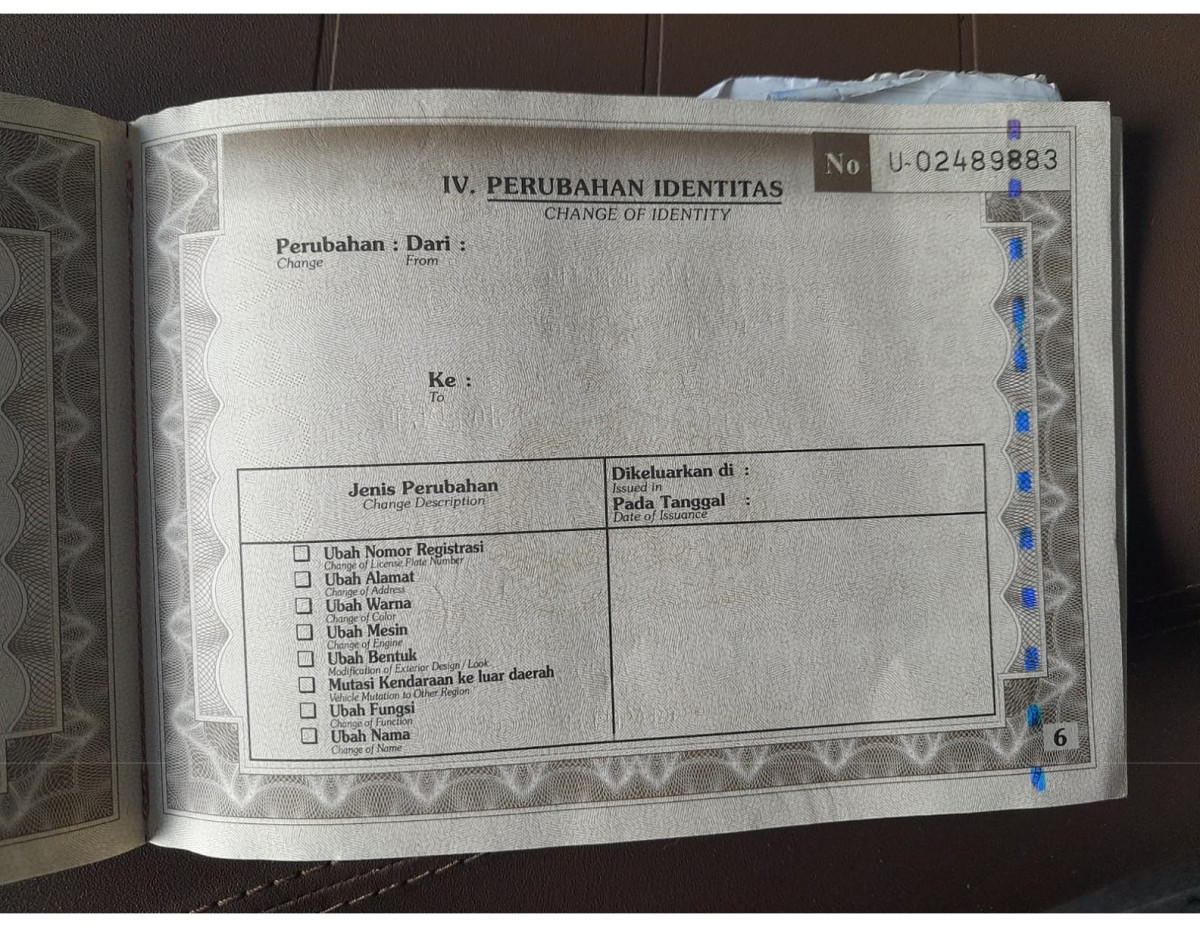 No U-02489883
IV. PERUBAHAN IDENTITAS
CHANGE OF IDENTITY
Perubahan : Dari :
Change From
Ke :
To
Jenis Perubahan
Change Description
Dikeluarkan di :
Issued in
Pada Tanggal :
Date of Issuance
Ubah Nomor Registrasi
Change of License Plate Number
Ubah Alamat
Change of Address
Ubah Warna
Change of Color
Ubah Mesin
Change of Engine
Ubah Bentuk
Modification of Exterior Design / Look
Mutasi Kendaraan ke luar daerah
Vehicle Mutation to Other Region
Ubah Fungsi
Change of Function
Ubah Nama
Change of Name
6